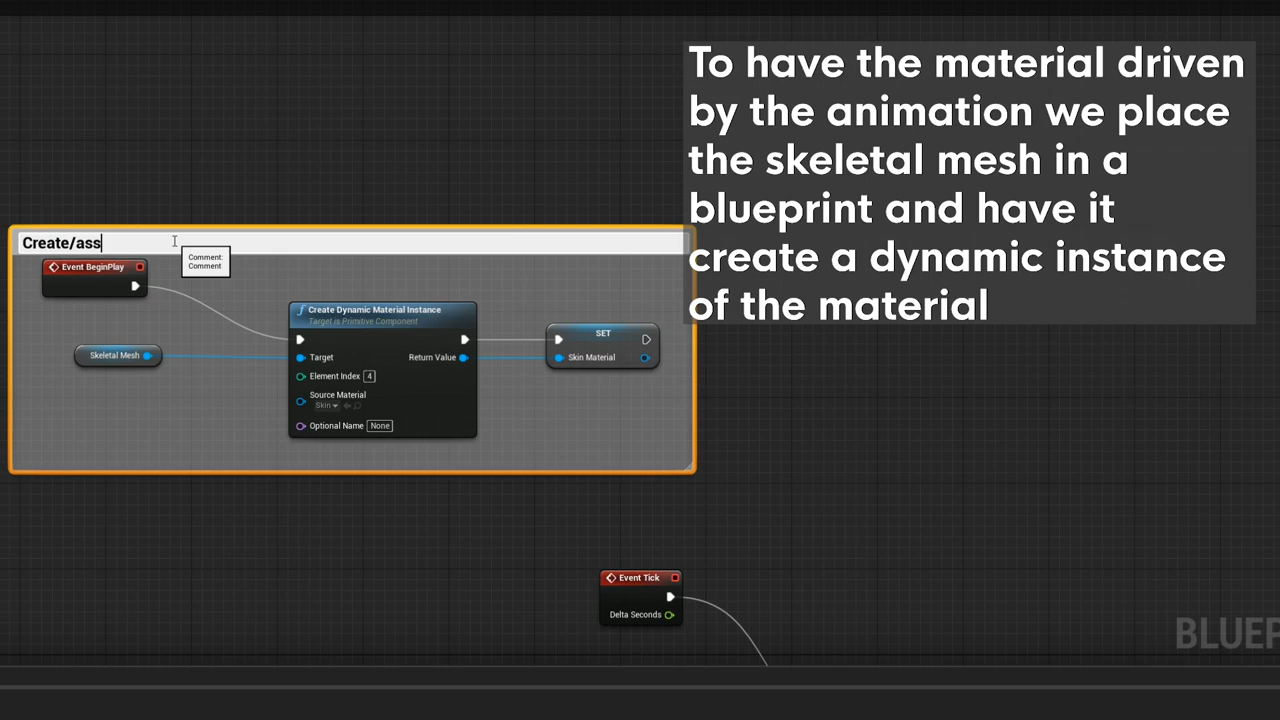 To have the material driven
by the animation we place
the skeletal mesh in a
blueprint and have it
create a dynamic instance
of the material
Create/ass
Comment:
Comment
Event BeginPlay
Create Dynamic Material Instance
Target is Primitive Component
SET
Skeletal Mesh
Target
Return Value
Skin Material
Element Index 4
Source Material
Skin
Optional Name None
Event Tick
Delta Seconds
BLUEP